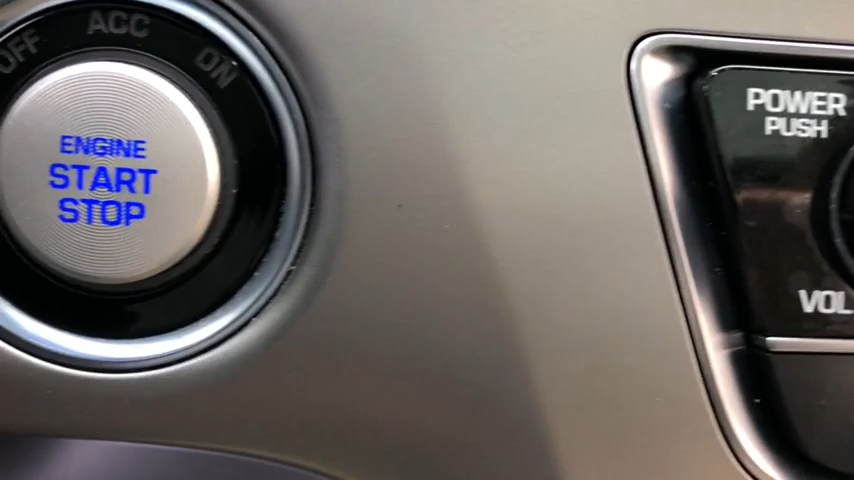 OFF ACC ON
ENGINE
START
STOP
POWER
PUSH
VOL